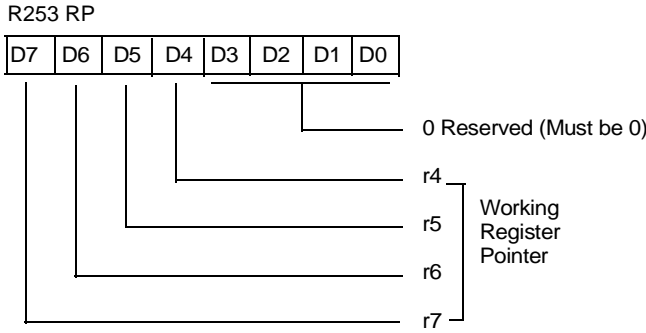 R253 RP
D7 D6 D5 D4 D3 D2 D1 D0
0 Reserved (Must be 0)
r4
r5
r6
r7
Working
Register
Pointer